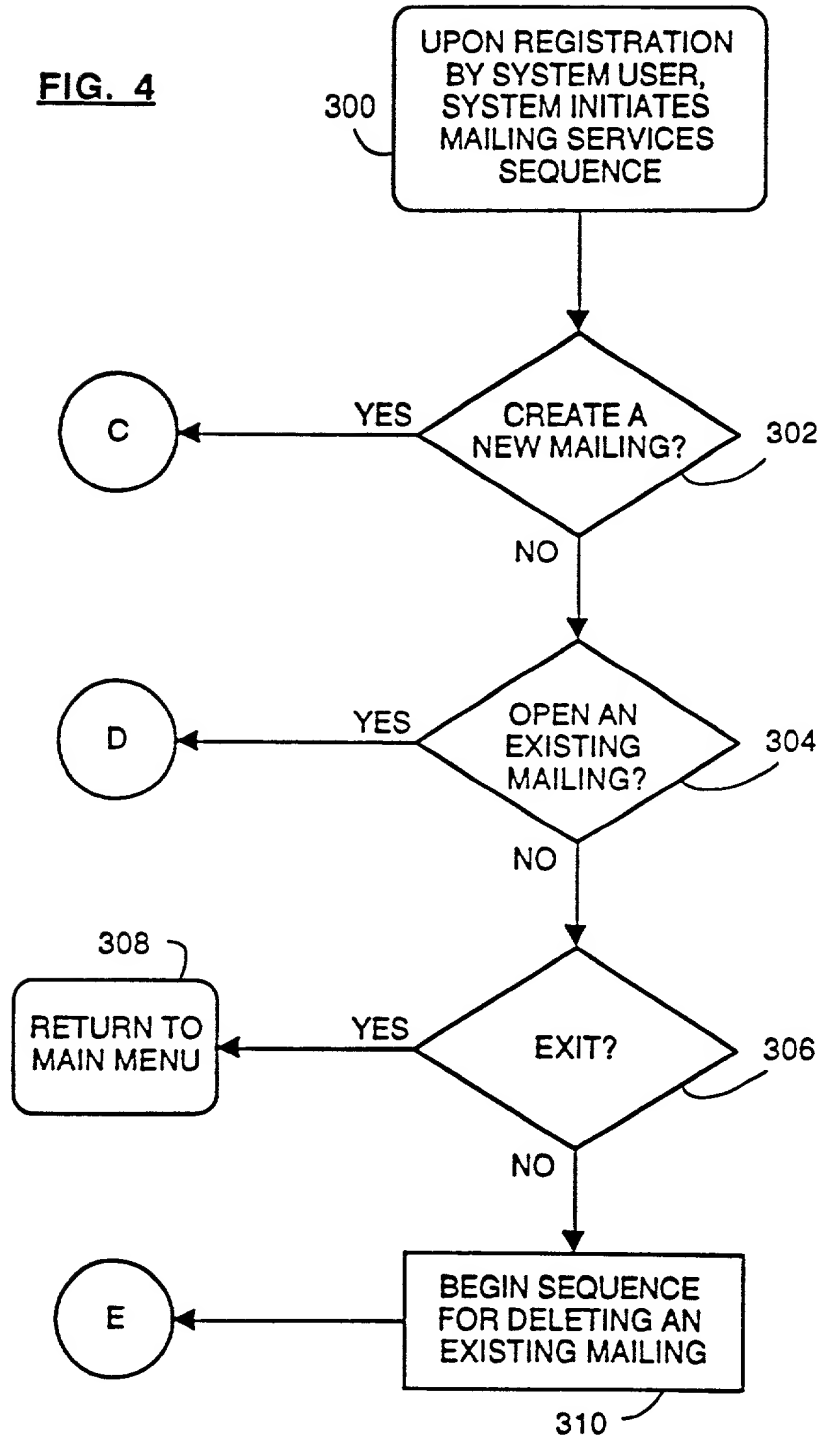 FIG. 4
300
UPON REGISTRATION
BY SYSTEM USER,
SYSTEM INITIATES
MAILING SERVICES
SEQUENCE
C
YES
CREATE A
NEW MAILING?
302
NO
D
YES
OPEN AN
EXISTING
MAILING?
304
NO
308
RETURN TO
MAIN MENU
YES
EXIT?
306
NO
E
BEGIN SEQUENCE
FOR DELETING AN
EXISTING MAILING
310